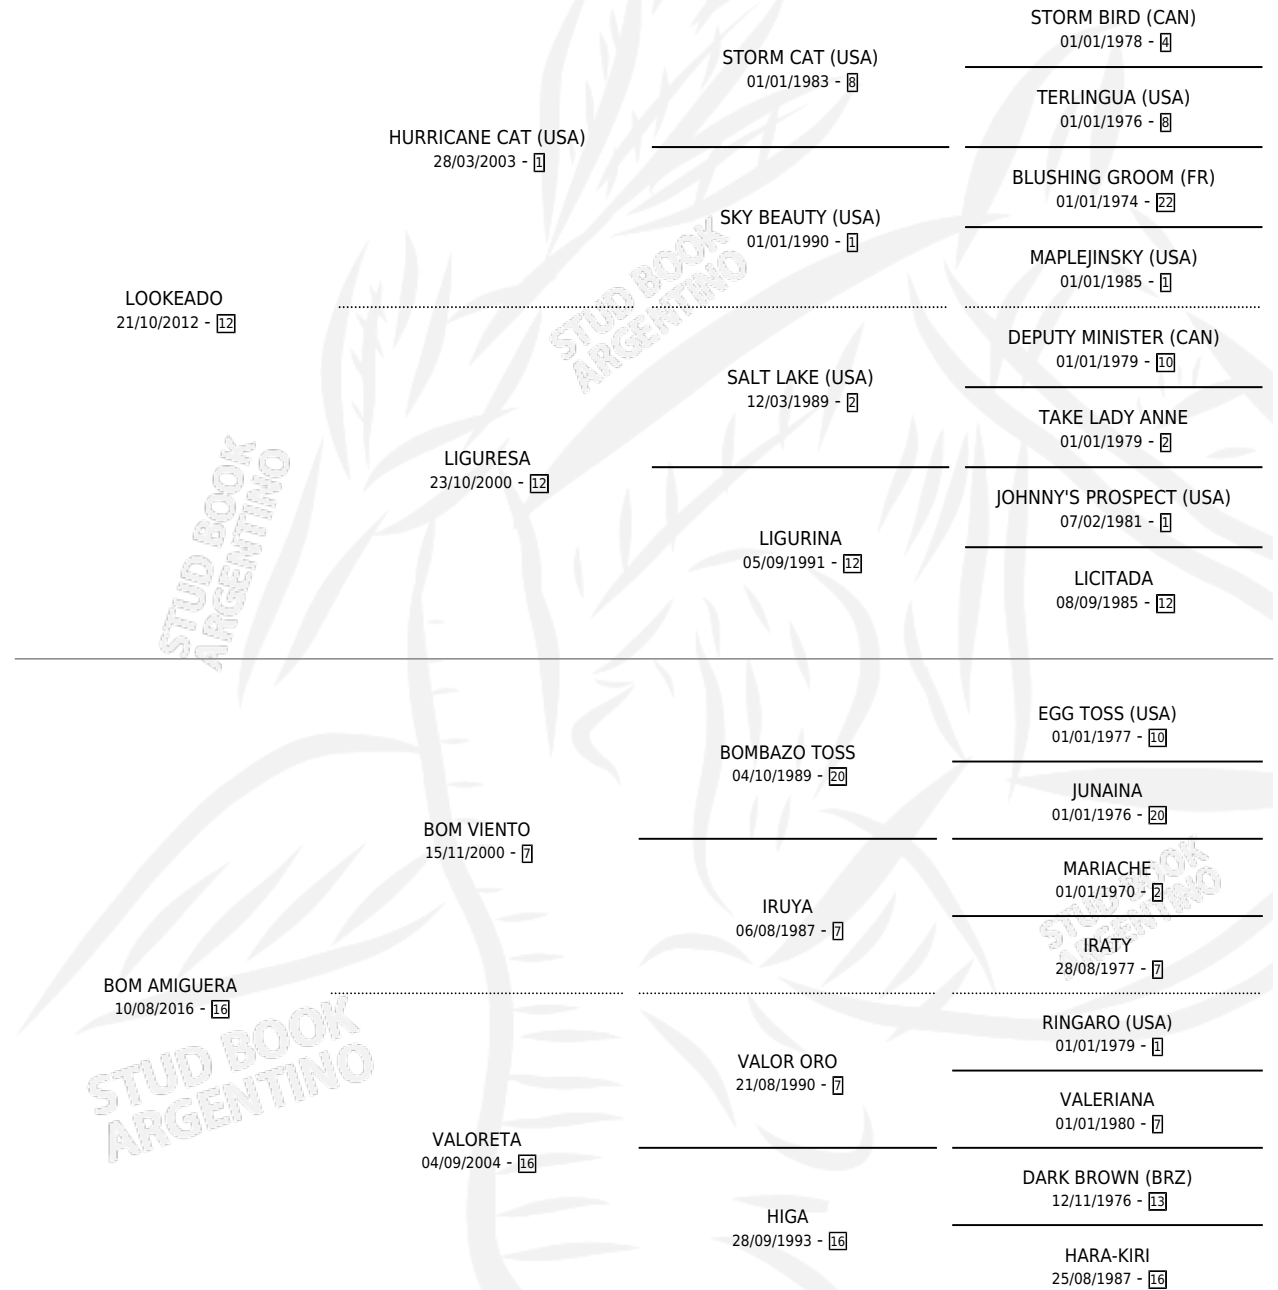 STORM BIRD (CAN)
01/01/1978 - 4
STORM CAT (USA)
01/01/1983 - 8
TERLINGUA (USA)
01/01/1976 - 8
HURRICANE CAT (USA)
28/03/2003 - 1
BLUSHING GROOM (FR)
01/01/1974 - 22
SKY BEAUTY (USA)
01/01/1990 - 1
MAPLEJINSKY (USA)
01/01/1985 - 1
LOOKEADO
21/10/2012 - 12
DEPUTY MINISTER (CAN)
01/01/1979 - 10
SALT LAKE (USA)
12/03/1989 - 2
TAKE LADY ANNE
01/01/1979 - 2
LIGURESA
23/10/2000 - 12
JOHNNY'S PROSPECT (USA)
07/02/1981 - 1
LIGURINA
05/09/1991 - 12
LICITADA
08/09/1985 - 12
EGG TOSS (USA)
01/01/1977 - 10
BOMBAZO TOSS
04/10/1989 - 20
JUNAINA
01/01/1976 - 20
BOM VIENTO
15/11/2000 - 7
MARIACHE
01/01/1970 - 2
IRUYA
06/08/1987 - 7
IRATY
28/08/1977 - 7
BOM AMIGUERA
10/08/2016 - 16
RINGARO (USA)
01/01/1979 - 1
VALOR ORO
21/08/1990 - 7
VALERIANA
01/01/1980 - 7
VALORETA
04/09/2004 - 16
DARK BROWN (BRZ)
12/11/1976 - 13
HIGA
28/09/1993 - 16
HARA-KIRI
25/08/1987 - 16
STUD BOOK
ARGENTINO
STUD BOOK
ARGENTINO
STUD BOOK
ARGENTINO
STUD BOOK
ARGENTINO